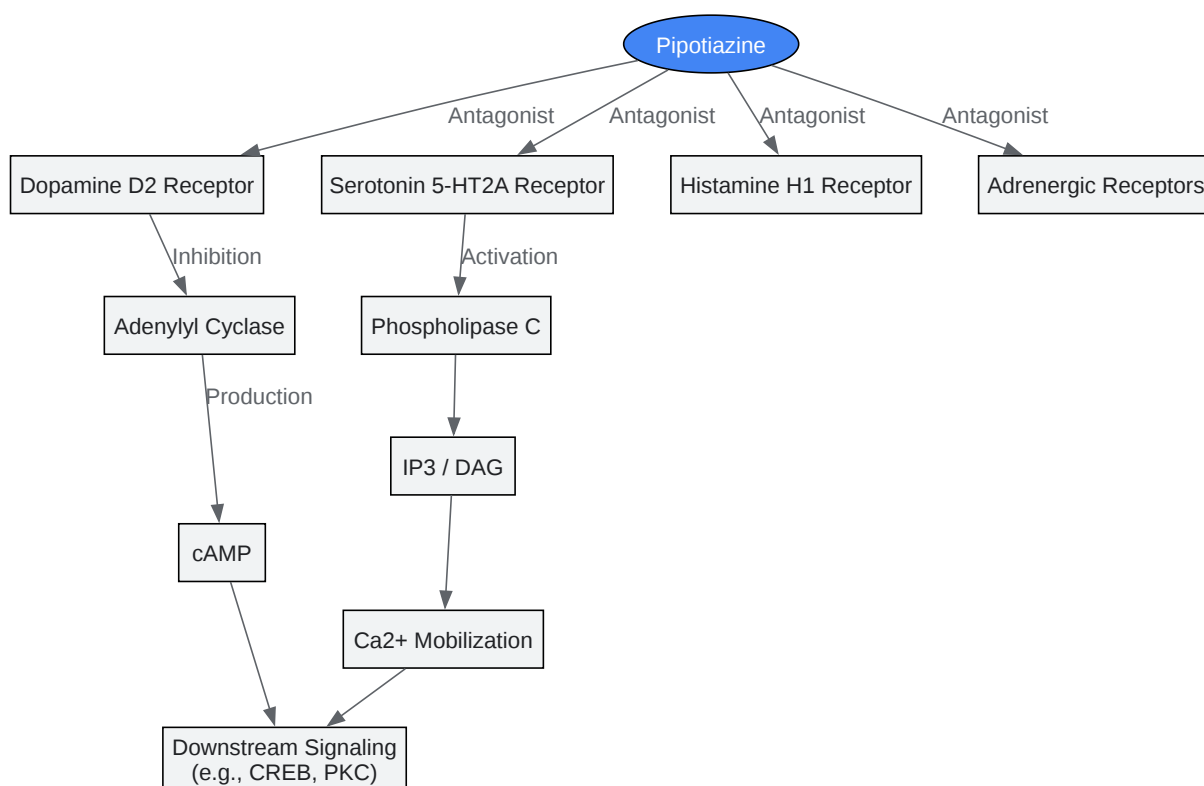 Pipotiazine
Antagonist
Antagonist
Antagonist
Antagonist
Dopamine D2 Receptor
Serotonin 5-HT2A Receptor
Histamine H1 Receptor
Adrenergic Receptors
Inhibition
Activation
Adenylyl Cyclase
Phospholipase C
Production
IP3 / DAG
cAMP
Ca2+ Mobilization
Downstream Signaling
(e.g., CREB, PKC)